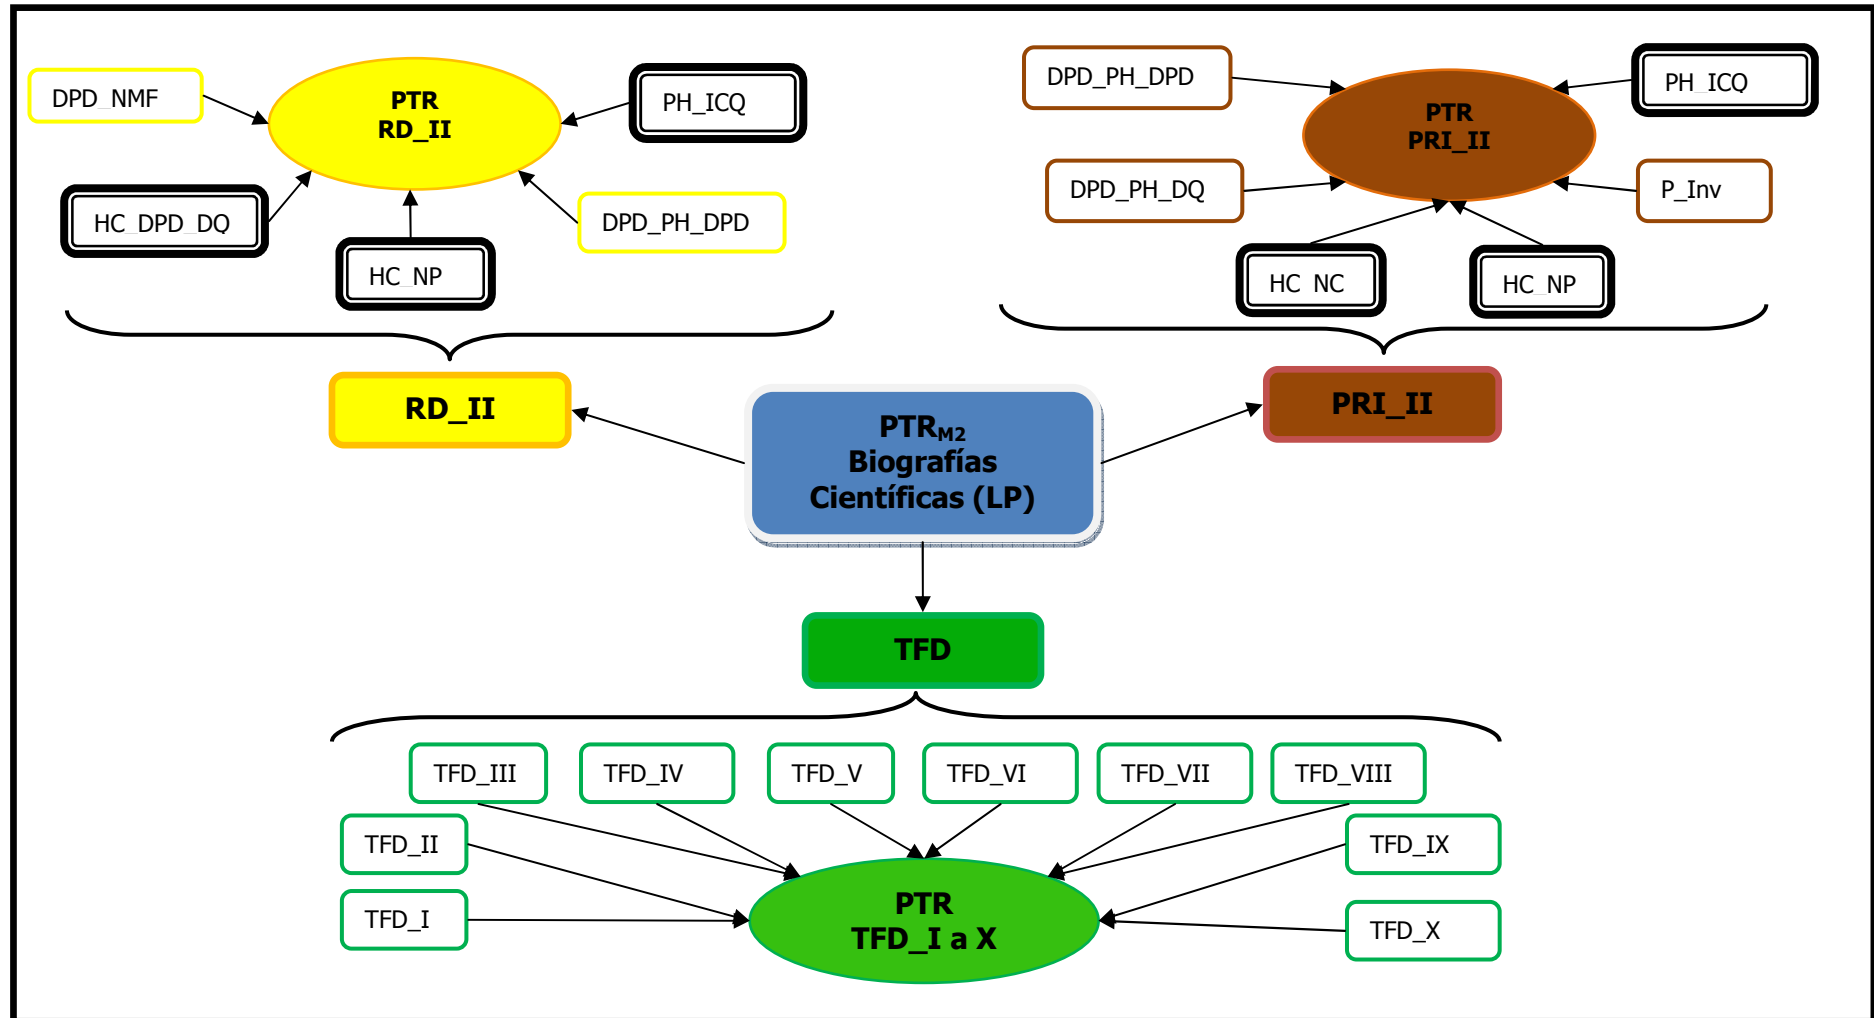 DPD_NMF
PTR
RD_II
PH_ICQ
HC_DPD_DQ
HC_NP
DPD_PH_DPD
DPD_PH_DPD
PTR
PRI_II
PH_ICQ
DPD_PH_DQ
P_Inv
HC_NC
HC_NP
RD_II
PTRM2
Biografías
Científicas (LP)
PRI_II
TFD
TFD_III
TFD_IV
TFD_V
TFD_VI
TFD_VII
TFD_VIII
TFD_II
TFD_IX
TFD_I
PTR
TFD_I a X
TFD_X